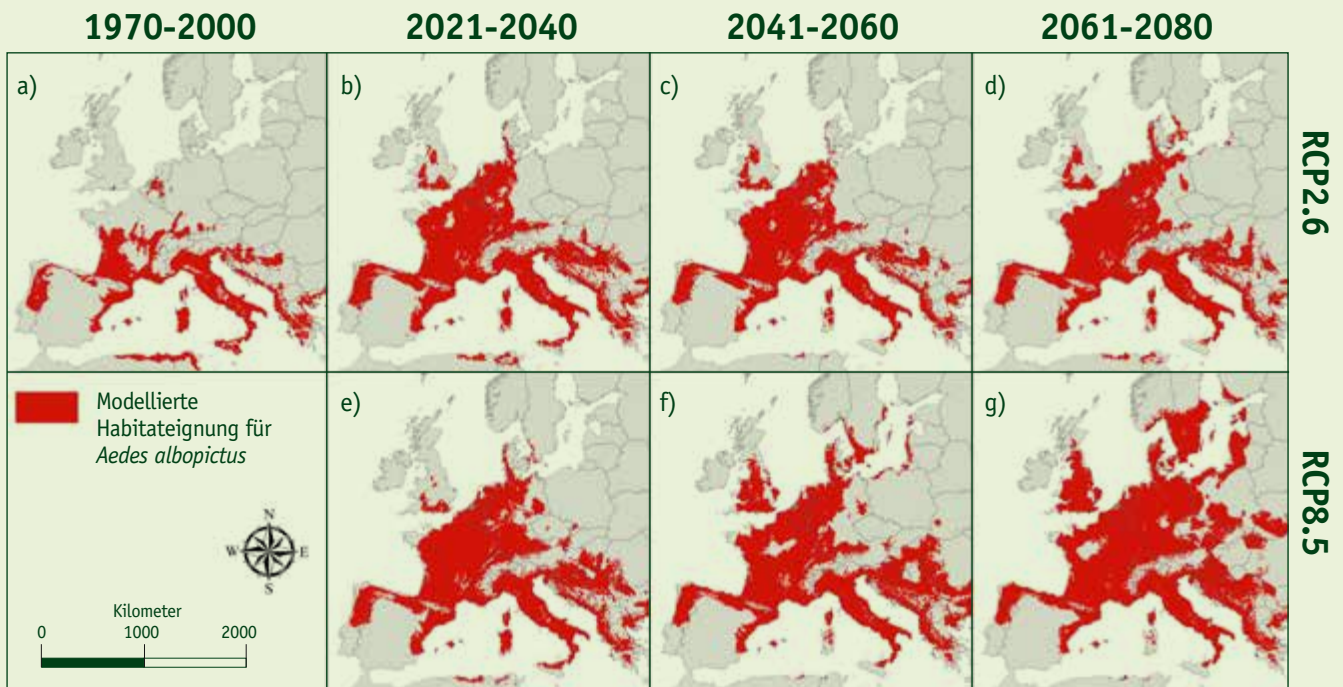 1970-2000
2021-2040
2041-2060
2061-2080
a)
b)
c)
d)
RCP2.6
Modellierte
Habitateignung für
Aedes albopictus
N
W
E
S
Kilometer
0
1000
2000
e)
f)
g)
RCP8.5